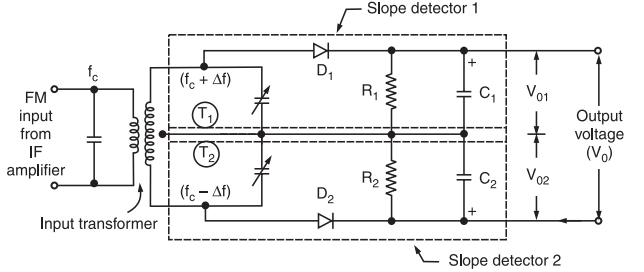 Slope detector 1
f_c
FM
input
from
IF
amplifier
Input transformer
(f_c + Δf)
T_1
T_2
(f_c – Δf)
D_1
R_1
+
C_1
V_01
D_2
R_2
C_2
+
V_02
Output
voltage
(V_0)
Slope detector 2